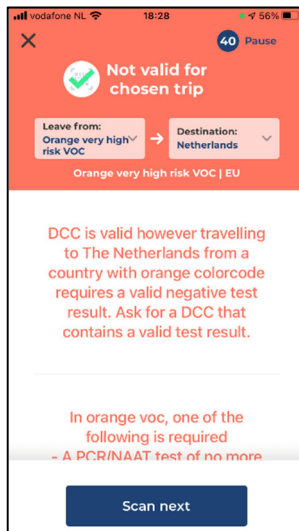 vodafone NL 18:28 56%
40 Pause
Not valid for
chosen trip
Leave from:
Orange very high
risk VOC
Destination:
Netherlands
Orange very high risk VOC | EU
DCC is valid however travelling
to The Netherlands from a
country with orange colorcode
requires a valid negative test
result. Ask for a DCC that
contains a valid test result.
In orange voc, one of the
following is required
- A PCR/NAAT test of no more
Scan next